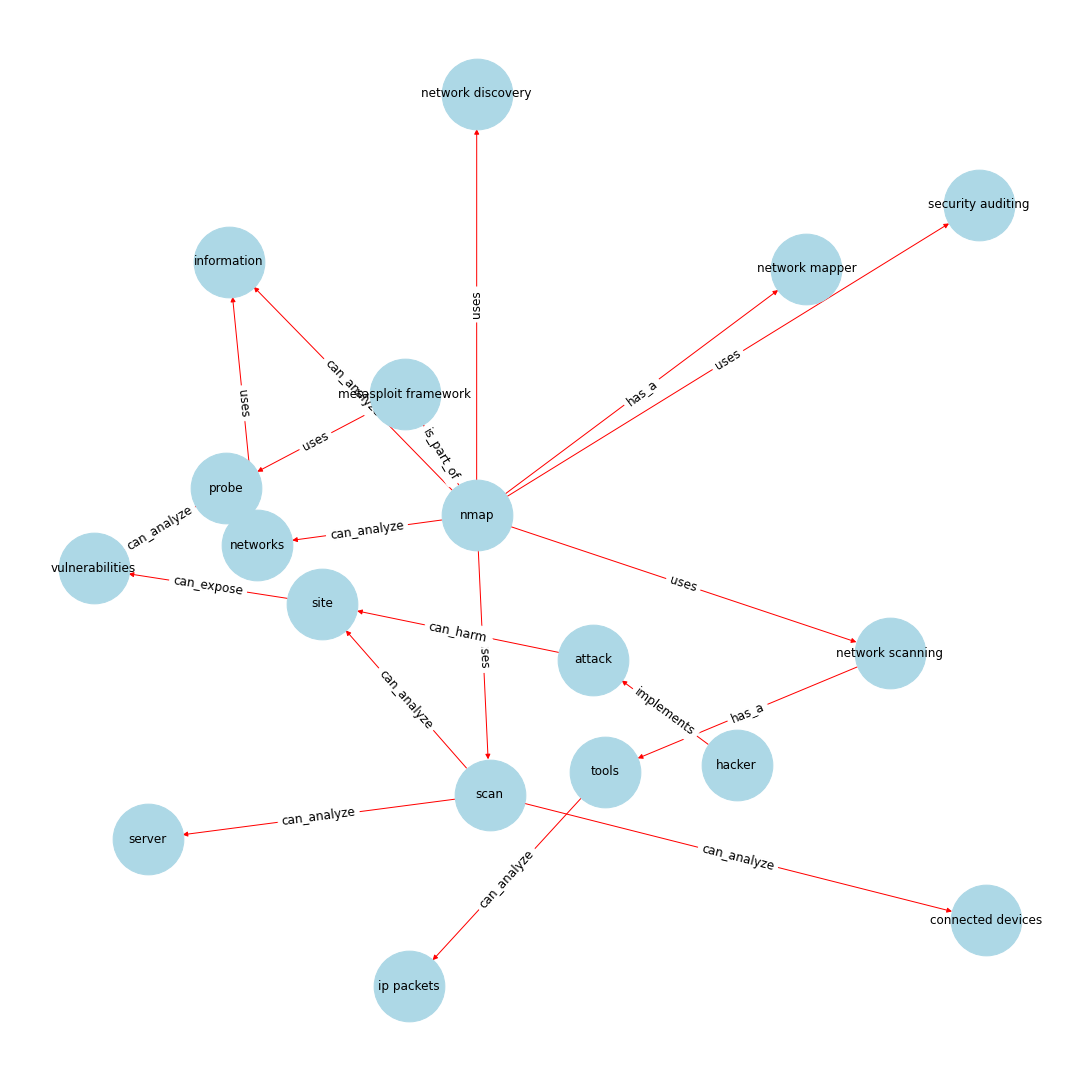 network discovery
security auditing
information
network mapper
sesn
uses
has_a
can_analyze
metasploit framework
uses
is_part_of
uses
probe
nmap
can_analyze
can_analyze
networks
vulnerabilities
can_expose
uses
site
can_harm
ses
attack
network scanning
can_analyze
implements
has_a
tools
hacker
scan
can_analyze
server
can_analyze
can_analyze
connected devices
ip packets